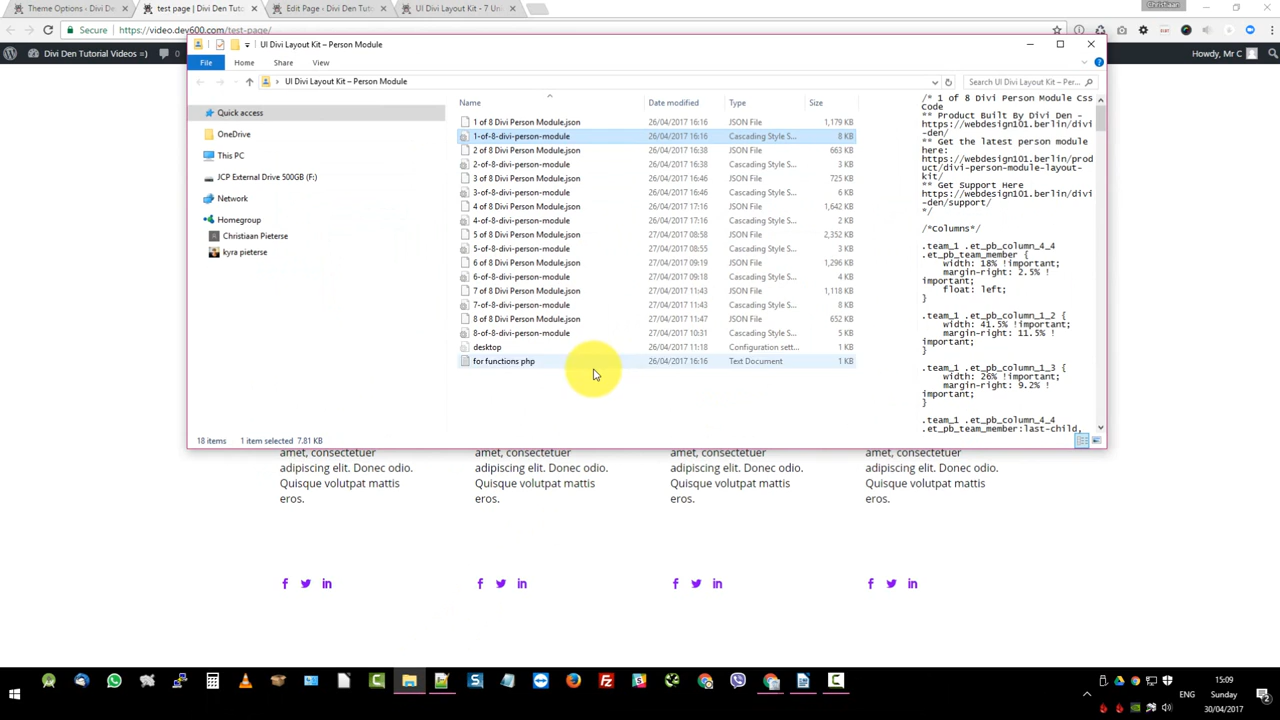 Christiaan
Theme Options - Divi De
test page | Divi Den Tuto
Edit Page - Divi Den Tut
UI Divi Layout Kit - 7 Un
Secure https://video.dev600.com/test-page/
Divi Den Tutorial Videos =) 0
Howdy, Mr C
UI Divi Layout Kit – Person Module
File Home Share View
UI Divi Layout Kit – Person Module
Search UI Divi Layout Kit – Per...
Quick access
OneDrive
This PC
JCP External Drive 500GB (F:)
Network
Homegroup
Christiaan Pieterse
kyra pieterse
Name Date modified Type Size
1 of 8 Divi Person Module.json 26/04/2017 16:16 JSON File 1,179 KB
1-of-8-divi-person-module 26/04/2017 16:16 Cascading Style S... 8 KB
2 of 8 Divi Person Module.json 26/04/2017 16:38 JSON File 663 KB
2-of-8-divi-person-module 26/04/2017 16:38 Cascading Style S... 3 KB
3 of 8 Divi Person Module.json 26/04/2017 16:46 JSON File 725 KB
3-of-8-divi-person-module 26/04/2017 16:46 Cascading Style S... 6 KB
4 of 8 Divi Person Module.json 26/04/2017 17:16 JSON File 1,642 KB
4-of-8-divi-person-module 26/04/2017 17:16 Cascading Style S... 2 KB
5 of 8 Divi Person Module.json 27/04/2017 08:58 JSON File 2,352 KB
5-of-8-divi-person-module 27/04/2017 08:55 Cascading Style S... 3 KB
6 of 8 Divi Person Module.json 27/04/2017 09:19 JSON File 1,296 KB
6-of-8-divi-person-module 27/04/2017 09:18 Cascading Style S... 4 KB
7 of 8 Divi Person Module.json 27/04/2017 11:43 JSON File 1,118 KB
7-of-8-divi-person-module 27/04/2017 11:43 Cascading Style S... 8 KB
8 of 8 Divi Person Module.json 27/04/2017 11:47 JSON File 652 KB
8-of-8-divi-person-module 27/04/2017 10:31 Cascading Style S... 5 KB
desktop 26/04/2017 11:18 Configuration sett... 1 KB
for functions php 26/04/2017 16:16 Text Document 1 KB
/* 1 of 8 Divi Person Module Css
Code
** Product Built By Divi Den -
https://webdesign101.berlin/divi
-den/
** Get the latest person module
here:
https://webdesign101.berlin/prod
uct/divi-person-module-layout-
kit/
** Get Support Here
https://webdesign101.berlin/divi
-den/support/
*/
/*Columns*/
.team_1 .et_pb_column_4_4
.et_pb_team_member {
width: 18% !important;
margin-right: 2.5% !
important;
float: left;
}
.team_1 .et_pb_column_1_2 {
width: 41.5% !important;
margin-right: 11.5% !
important;
}
.team_1 .et_pb_column_1_3 {
width: 26% !important;
margin-right: 9.2% !
important;
}
.team_1 .et_pb_column_4_4
.et_pb_team_member:last-child,
18 items 1 item selected 7.81 KB
amet, consectetuer
adipiscing elit. Donec odio.
Quisque volutpat mattis
eros.
amet, consectetuer
adipiscing elit. Donec odio.
Quisque volutpat mattis
eros.
amet, consectetuer
adipiscing elit. Donec odio.
Quisque volutpat mattis
eros.
amet, consectetuer
adipiscing elit. Donec odio.
Quisque volutpat mattis
eros.
ENG
15:09
Sunday
30/04/2017
2